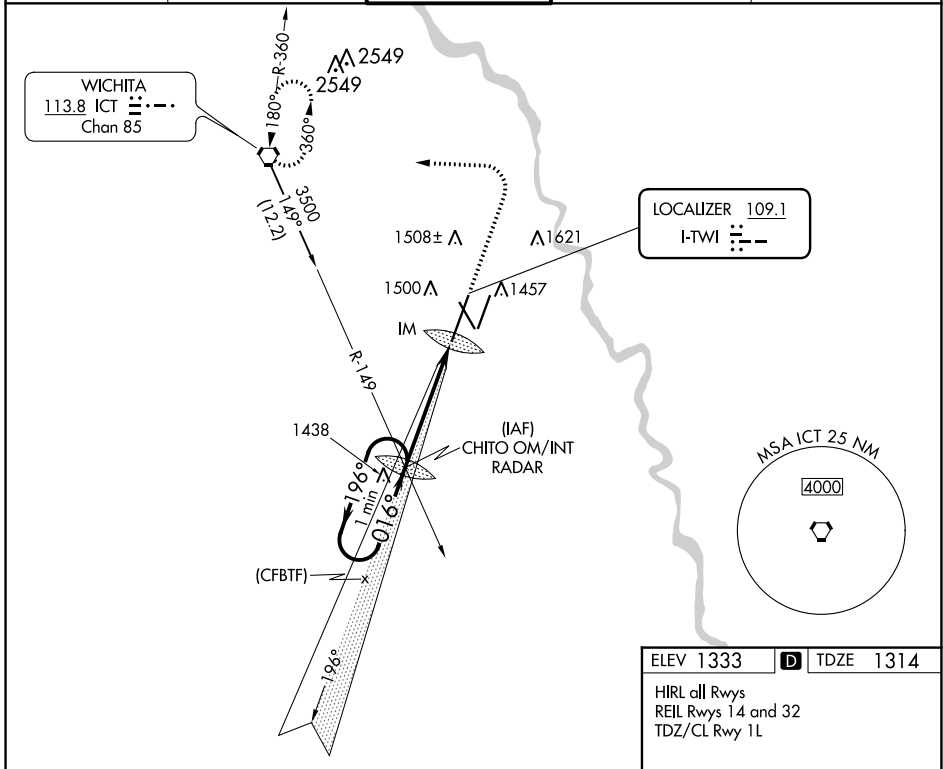 R-360
2549
2549
180°
360°
WICHITA
113.8 ICT
Chan 85
3500
149°
(12.2)
LOCALIZER 109.1
I-TWI
1508±
1621
1500
1457
IM
R-149
(IAF)
CHITO OM/INT
RADAR
1438
196°
1 min
016°
(CFBTF)
x
196°
MSA ICT 25 NM
4000
ELEV 1333 D TDZE 1314
HIRL all Rwys
REIL Rwys 14 and 32
TDZ/CL Rwy 1L